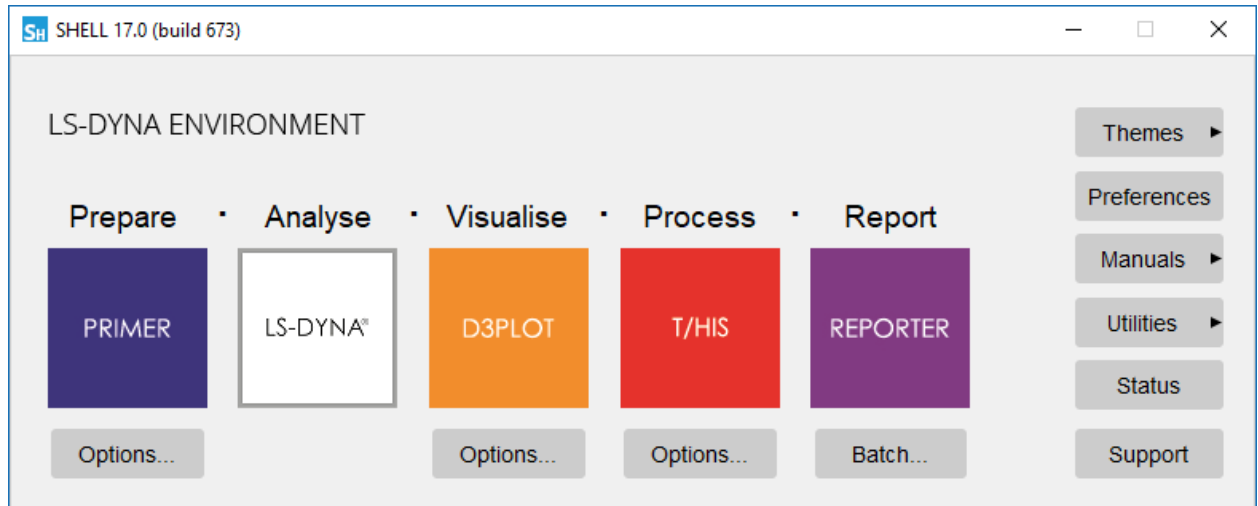 SH SHELL 17.0 (build 673)
LS-DYNA ENVIRONMENT
Prepare · Analyse · Visualise · Process · Report
PRIMER LS-DYNA® D3PLOT T/HIS REPORTER
Options... Options... Options... Batch...
Themes
Preferences
Manuals
Utilities
Status
Support